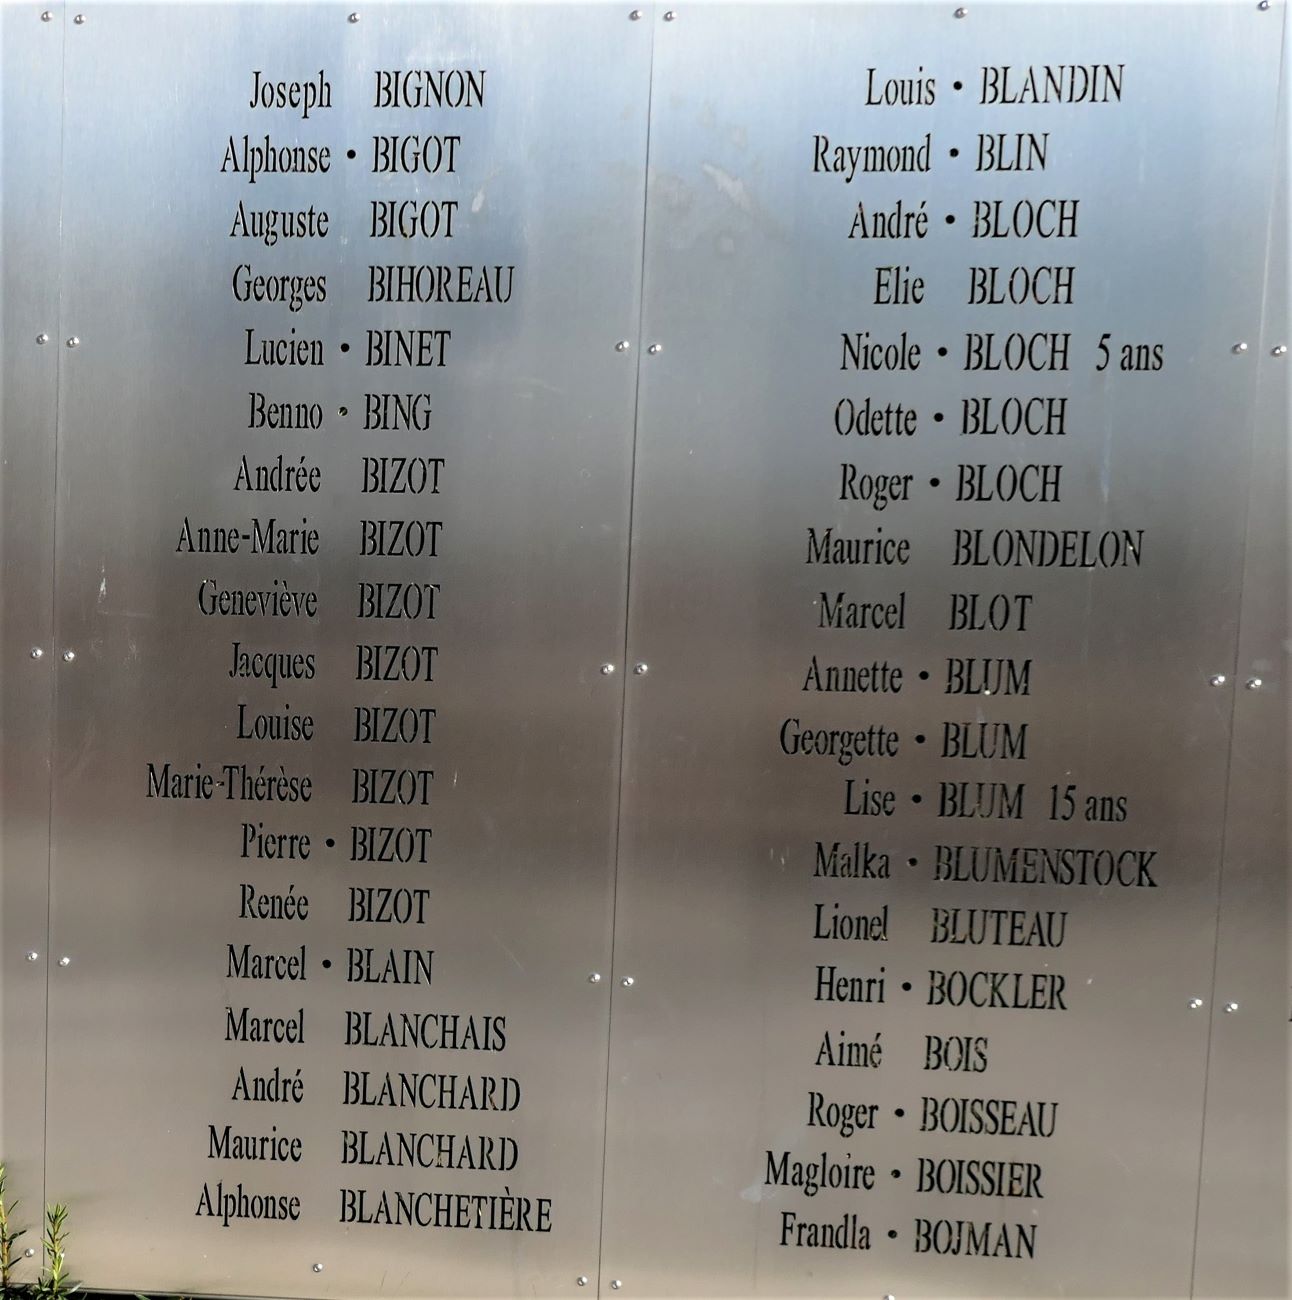 Joseph BIGNON
Alphonse • BIGOT
Auguste BIGOT
Georges BIHOREAU
Lucien • BINET
Benno • BING
Andrée BIZOT
Anne-Marie BIZOT
Geneviève BIZOT
Jacques BIZOT
Louise BIZOT
Marie-Thérèse BIZOT
Pierre • BIZOT
Renée BIZOT
Marcel • BLAIN
Marcel BLANCHAIS
André BLANCHARD
Maurice BLANCHARD
Alphonse BLANCHETIÈRE
Louis • BLANDIN
Raymond • BLIN
André • BLOCH
Elie BLOCH
Nicole • BLOCH 5 ans
Odette • BLOCH
Roger • BLOCH
Maurice BLONDELON
Marcel BLOT
Annette • BLUM
Georgette • BLUM
Lise • BLUM 15 ans
Malka • BLUMENSTOCK
Lionel BLUTEAU
Henri • BOCKLER
Aimé BOIS
Roger • BOISSEAU
Magloire • BOISSIER
Frandla • BOJMAN